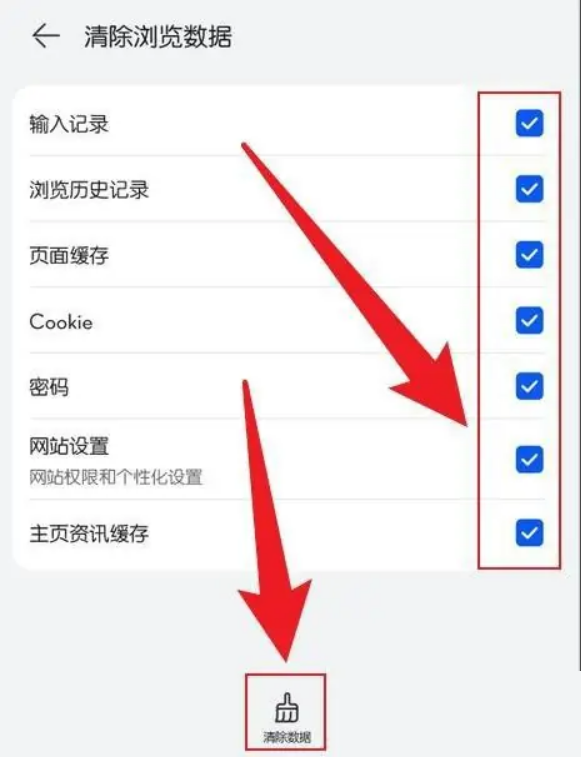 清除浏览数据
输入记录
浏览历史记录
页面缓存
Cookie
密码
网站设置
网站权限和个性化设置
主页资讯缓存
清除数据